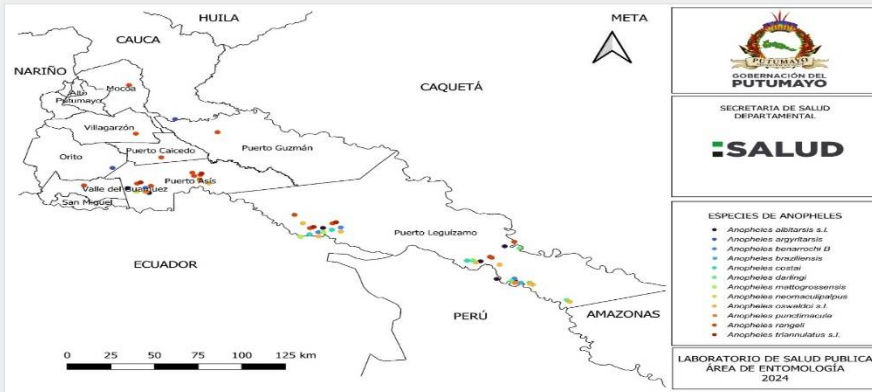 HUILA
META
CAUCA
NARIÑO
CAQUETÁ
Alto
Putumayo
Mocoa
Villagarzón
Puerto Caicedo
Puerto Guzmán
Orito
Puerto Asís
Valle del Guamuez
San Miguel
Puerto Leguízamo
ECUADOR
PERÚ
AMAZONAS
0 25 50 75 100 125 km
PUTUMAYO
GOBERNACIÓN DEL
PUTUMAYO
SECRETARIA DE SALUD
DEPARTAMENTAL
SALUD
ESPECIES DE ANOPHELES
Anopheles albitarsis s.l.
Anopheles argyritarsis
Anopheles benarrochi B
Anopheles braziliensis
Anopheles costai
Anopheles darlingi
Anopheles mattogrossensis
Anopheles neomaculipalpus
Anopheles oswaldoi s.l.
Anopheles punctimacula
Anopheles rangeli
Anopheles triannulatus s.l.
LABORATORIO DE SALUD PUBLICA
ÁREA DE ENTOMOLOGÍA
2024